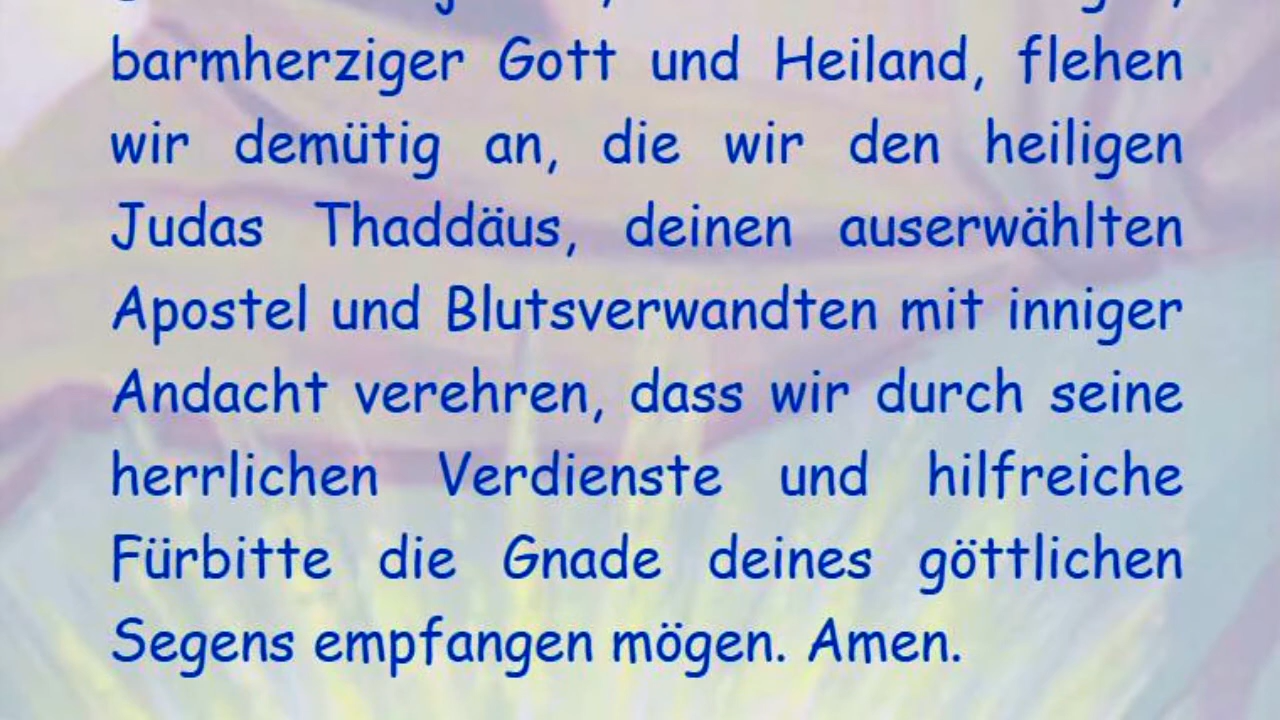 barmherziger Gott und Heiland, flehen
wir demütig an, die wir den heiligen
Judas Thaddäus, deinen auserwählten
Apostel und Blutsverwandten mit inniger
Andacht verehren, dass wir durch seine
herrlichen Verdienste und hilfreiche
Fürbitte die Gnade deines göttlichen
Segens empfangen mögen. Amen.